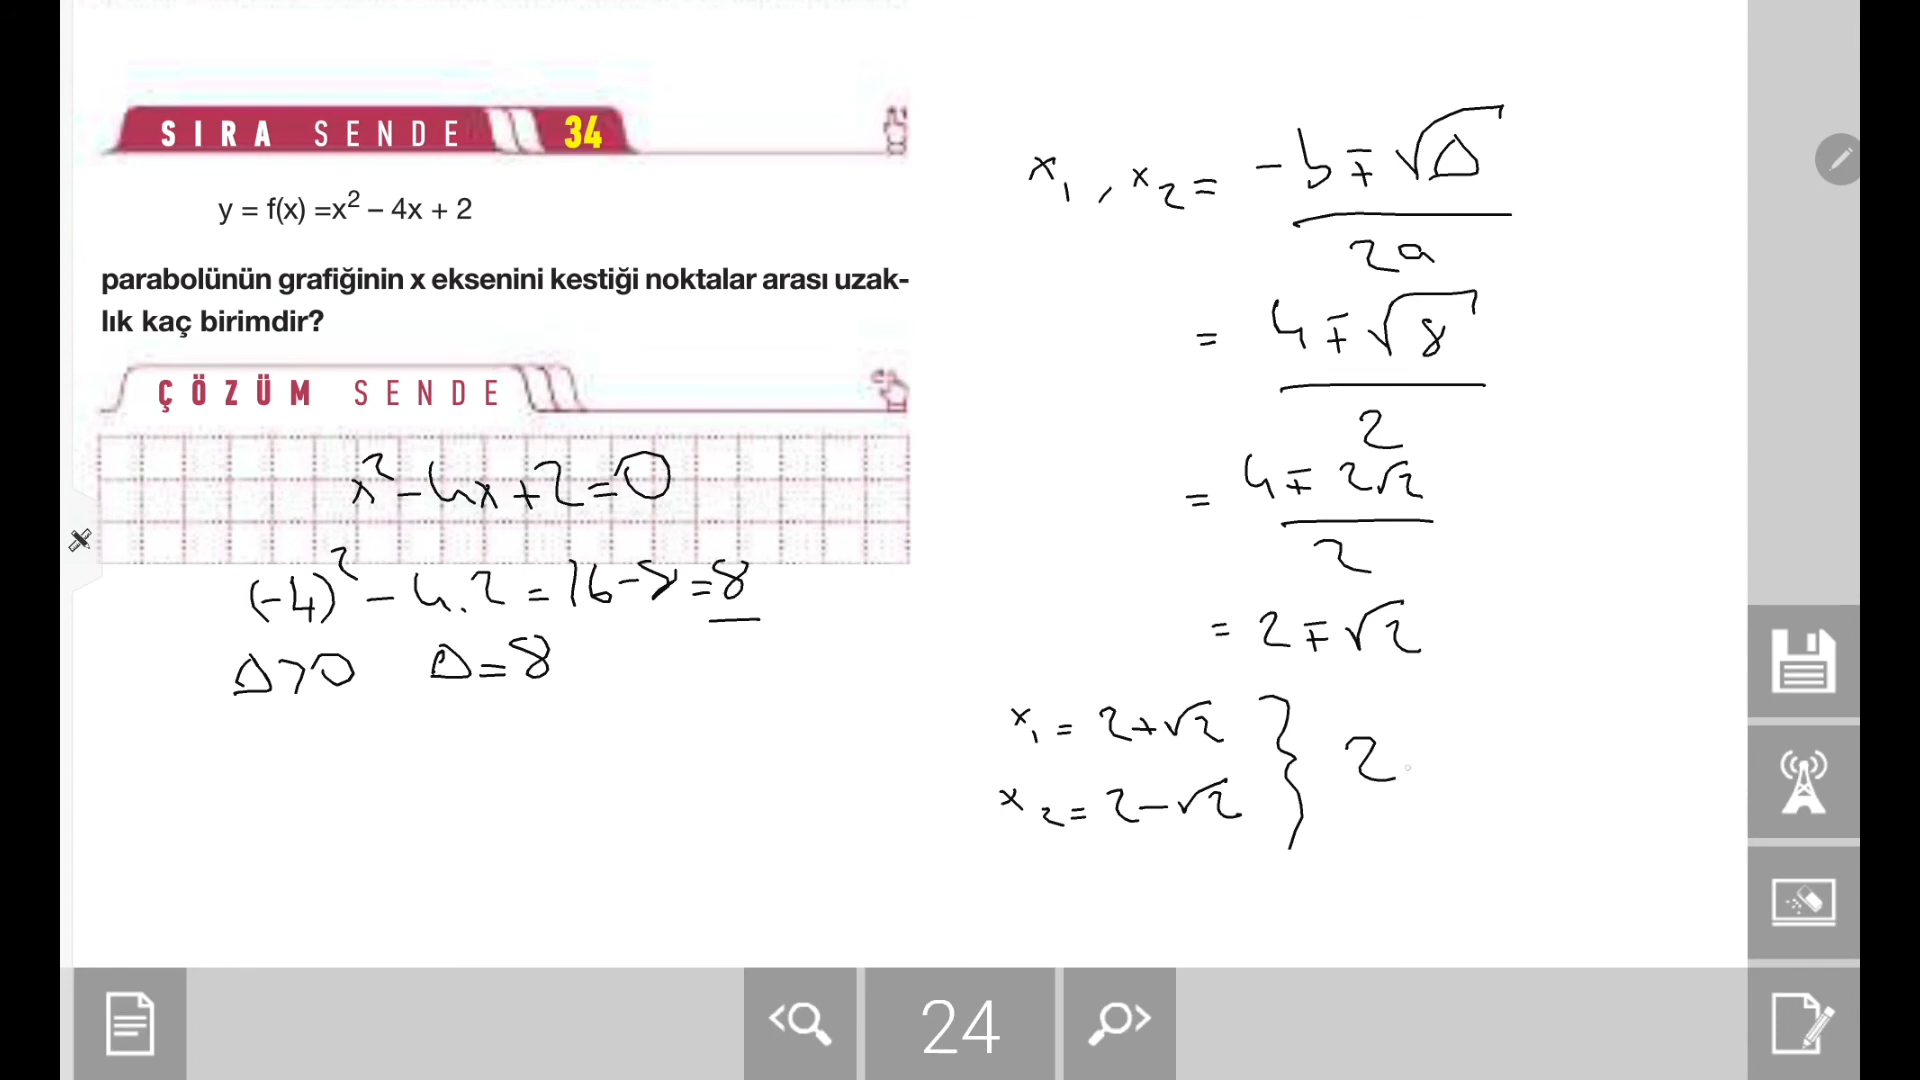 SIRA SENDE 34
y = f(x) =x² – 4x + 2
parabolünün grafiğinin x eksenini kestiği noktalar arası uzak-
lık kaç birimdir?
ÇÖZÜM SENDE
x² – 4x + 2 = 0
(-4)² – 4.2 = 16 – 8 = 8
Δ > 0 Δ = 8
x₁ , x₂ = (-b ∓ √Δ) / 2a
= (4 ∓ √8) / 2
= (4 ∓ 2√2) / 2
= 2 ∓ √2
x₁ = 2 + √2 } 2
x₂ = 2 – √2
24